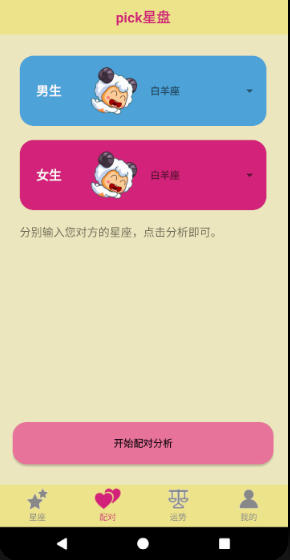 pick星盘
男生
白羊座
女生
白羊座
分别输入您对方的星座，点击分析即可。
开始配对分析
星座
配对
运势
我的